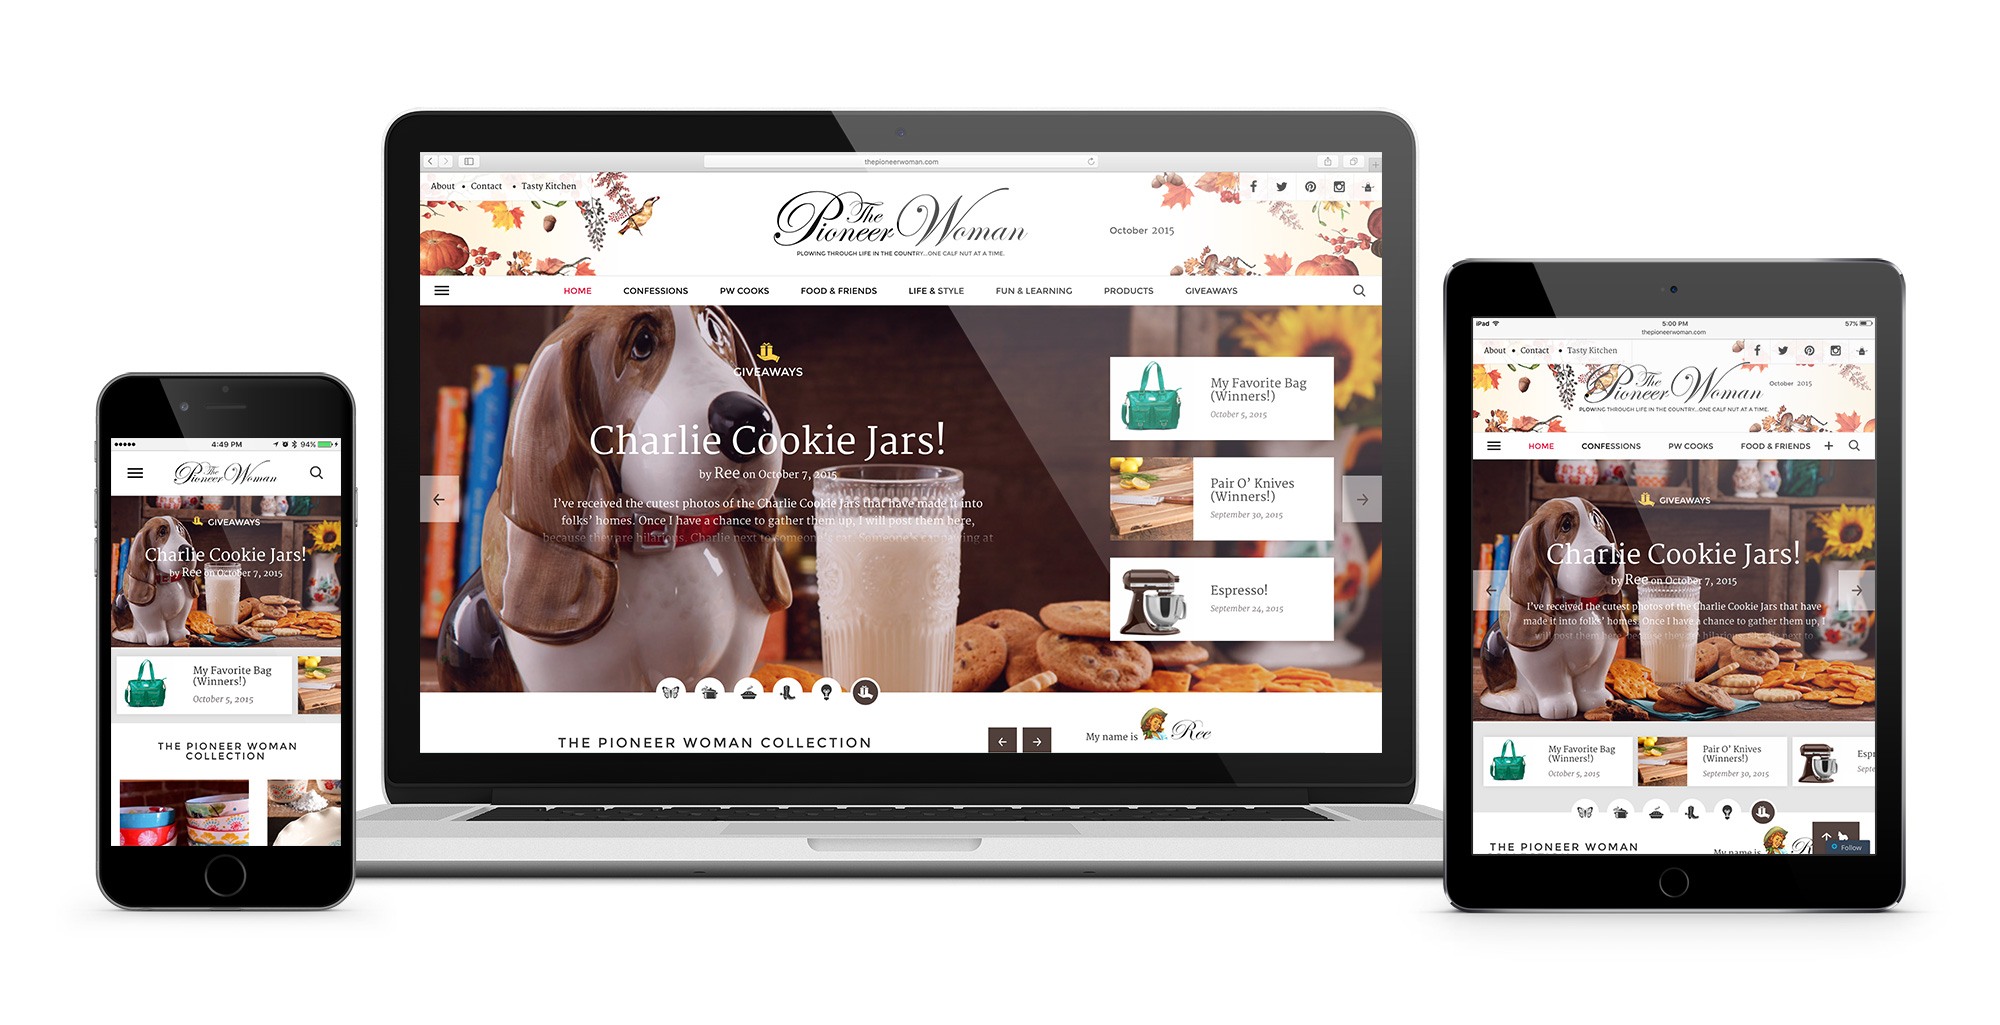 4:49 PM
94%
The
Pioneer Woman
GIVEAWAYS
Charlie Cookie Jars!
by Ree on October 7, 2015
My Favorite Bag
(Winners!)
October 5, 2015
THE PIONEER WOMAN
COLLECTION
thepioneerwoman.com
About • Contact • Tasty Kitchen
The
Pioneer Woman
PLOWING THROUGH LIFE IN THE COUNTRY...ONE CALF NUT AT A TIME.
October 2015
HOME CONFESSIONS PW COOKS FOOD & FRIENDS LIFE & STYLE FUN & LEARNING PRODUCTS GIVEAWAYS
GIVEAWAYS
Charlie Cookie Jars!
by Ree on October 7, 2015
I've received the cutest photos of the Charlie Cookie Jars that have made it into
folks' homes. Once I have a chance to gather them up, I will post them here,
because they are hilarious. Charlie next to someone's cat. Someone's cat peering at
My Favorite Bag
(Winners!)
October 5, 2015
Pair O' Knives
(Winners!)
September 30, 2015
Espresso!
September 24, 2015
THE PIONEER WOMAN COLLECTION
My name is Ree
iPad
5:00 PM
57%
thepioneerwoman.com
About • Contact • Tasty Kitchen
The
Pioneer Woman
October 2015
PLOWING THROUGH LIFE IN THE COUNTRY...ONE CALF NUT AT A TIME.
HOME CONFESSIONS PW COOKS FOOD & FRIENDS +
GIVEAWAYS
Charlie Cookie Jars!
by Ree on October 7, 2015
I've received the cutest photos of the Charlie Cookie Jars that have
made it into folks' homes. Once I have a chance to gather them up, I
will post them here, because they are hilarious. Charlie next to
My Favorite Bag
(Winners!)
October 5, 2015
Pair O' Knives
(Winners!)
September 30, 2015
Espr
Septe
THE PIONEER WOMAN
My name is R
Follow